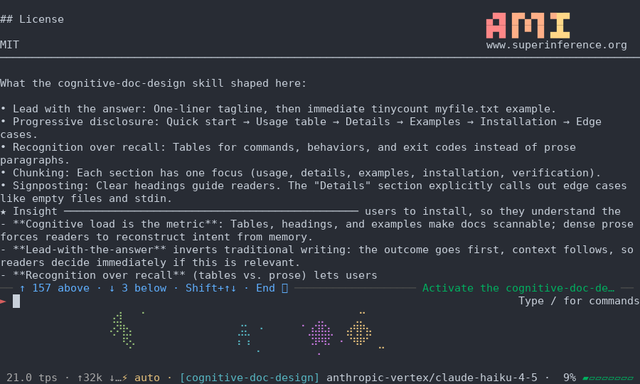 ## License
AMI
MIT
www.superinference.org
What the cognitive-doc-design skill shaped here:
• Lead with the answer: One-liner tagline, then immediate tinycount myfile.txt example.
• Progressive disclosure: Quick start → Usage table → Details → Examples → Installation → Edge
cases.
• Recognition over recall: Tables for commands, behaviors, and exit codes instead of prose
paragraphs.
• Chunking: Each section has one focus (usage, details, examples, installation, verification).
• Signposting: Clear headings guide readers. The "Details" section explicitly calls out edge cases
like empty files and stdin.
★ Insight ───────────────────────────────────────────── users to install, so they understand the
- **Cognitive load is the metric**: Tables, headings, and examples make docs scannable; dense prose
forces readers to reconstruct intent from memory.
- **Lead-with-the-answer** inverts traditional writing: the outcome goes first, context follows, so
readers decide immediately if this is relevant.
- **Recognition over recall** (tables vs. prose) lets users
↑ 157 above · ↓ 3 below · Shift+↑↓ · End Activate the cognitive-doc-de…
Type / for commands
21.0 tps · ↑32k ↓…⚡ auto · [cognitive-doc-design] anthropic-vertex/claude-haiku-4-5 · 9%